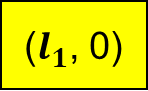 (l₁, 0)